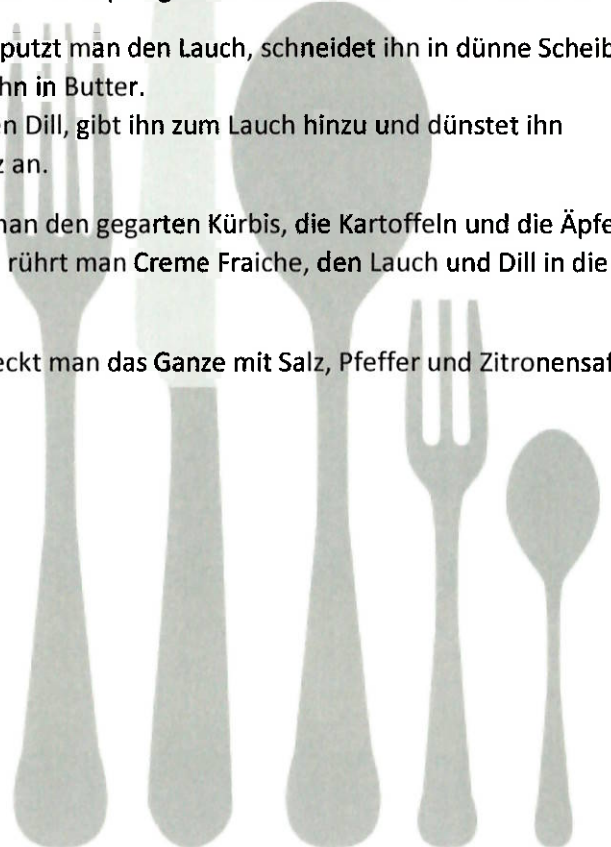 putzt man den Lauch, schneidet ihn in dünne Scheib
hn in Butter.
n Dill, gibt ihn zum Lauch hinzu und dünstet ihn
z an.
nan den gegarten Kürbis, die Kartoffeln und die Äpfe
rührt man Creme Fraiche, den Lauch und Dill in die
eckt man das Ganze mit Salz, Pfeffer und Zitronensaf